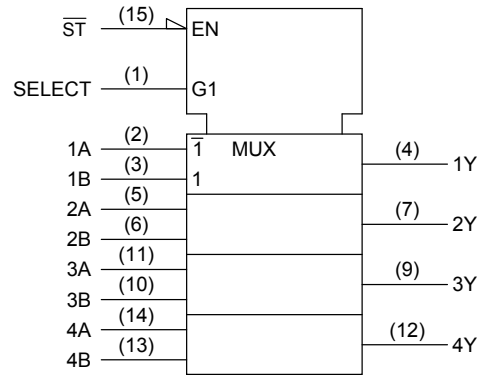 S̅T̅ (15) EN
SELECT (1) G1
1A (2) 1̅ MUX (4) 1Y
1B (3) 1
2A (5)
2B (6) (7) 2Y
3A (11)
3B (10) (9) 3Y
4A (14)
4B (13) (12) 4Y